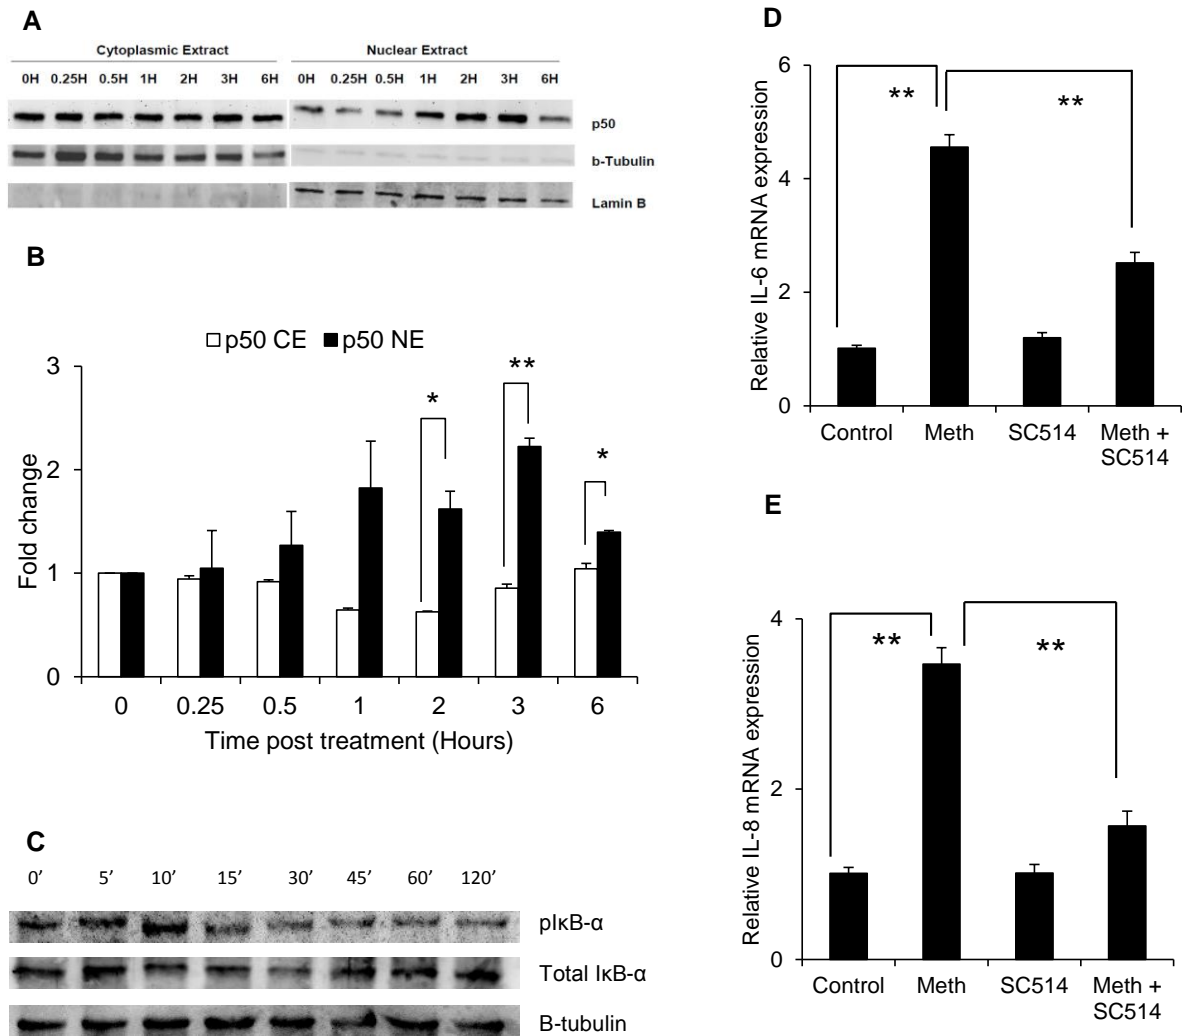 A
Cytoplasmic Extract Nuclear Extract
0H 0.25H 0.5H 1H 2H 3H 6H 0H 0.25H 0.5H 1H 2H 3H 6H
p50
b-Tubulin
Lamin B
B
p50 CE p50 NE
3
2
1
0
Fold change
* ** *
0 0.25 0.5 1 2 3 6
Time post treatment (Hours)
C
0’ 5’ 10’ 15’ 30’ 45’ 60’ 120’
pIκB-α
Total IκB-α
B-tubulin
D
Relative IL-6 mRNA expression
6
4
2
0
** **
Control Meth SC514 Meth +
SC514
E
Relative IL-8 mRNA expression
4
2
0
** **
Control Meth SC514 Meth +
SC514